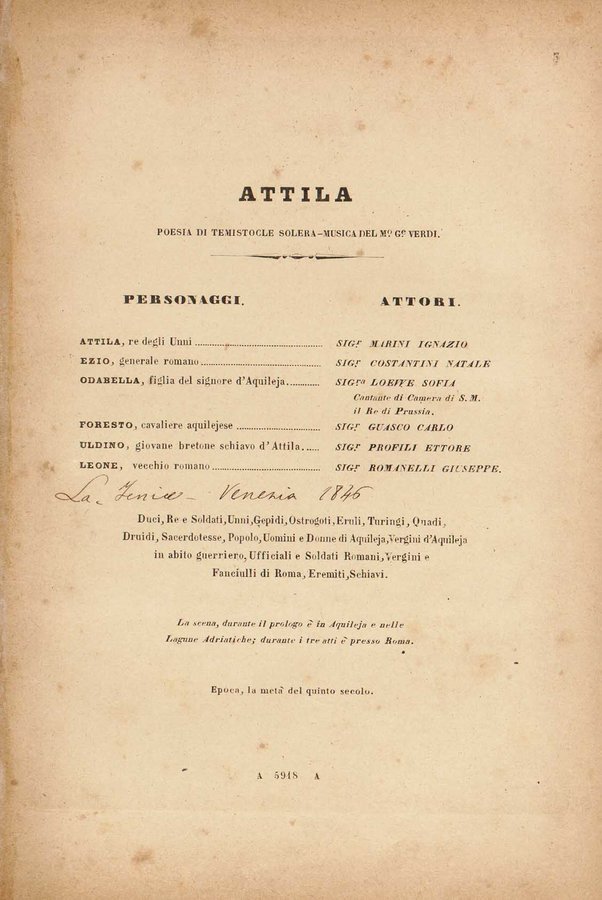 ATTILA
POESIA DI TEMISTOCLE SOLERA-MUSICA DEL Mº Gᵉ VERDI.
PERSONAGGI. ATTORI.
ATTILA, re degli Unni ........ SIGʳ MARINI IGNAZIO
EZIO, generale romano ........ SIGʳ COSTANTINI NATALE
ODABELLA, figlia del signore d'Aquileja ........ SIGʳᵃ LOEWE SOFIA
Cantante di Camera di S. M.
il Re di Prussia.
FORESTO, cavaliere aquilejese ........ SIGʳ GUASCO CARLO
ULDINO, giovane bretone schiavo d'Attila ...... SIGʳ PROFILI ETTORE
LEONE, vecchio romano ........ SIGʳ ROMANELLI GIUSEPPE.
La Fenice - Venezia 1846
Duci, Re e Soldati, Unni, Gepidi, Ostrogoti, Eruli, Turingi, Quadi,
Druidi, Sacerdotesse, Popolo, Uomini e Donne di Aquileja, Vergini d'Aquileja
in abito guerriero, Ufficiali e Soldati Romani, Vergini e
Fanciulli di Roma, Eremiti, Schiavi.
La scena, durante il prologo è in Aquileja e nelle
Lagune Adriatiche; durante i tre atti è presso Roma.
Epoca, la metà del quinto secolo.
A 5918 A